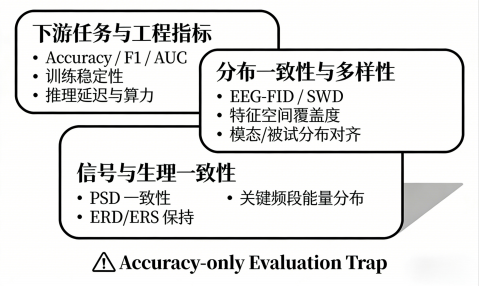 下游任务与工程指标
• Accuracy / F1 / AUC
• 训练稳定性
• 推理延迟与算力
分布一致性与多样性
• EEG-FID / SWD
• 特征空间覆盖度
• 模态/被试分布对齐
信号与生理一致性
• PSD 一致性
• 关键频段能量分布
• ERD/ERS 保持
⚠ Accuracy-only Evaluation Trap